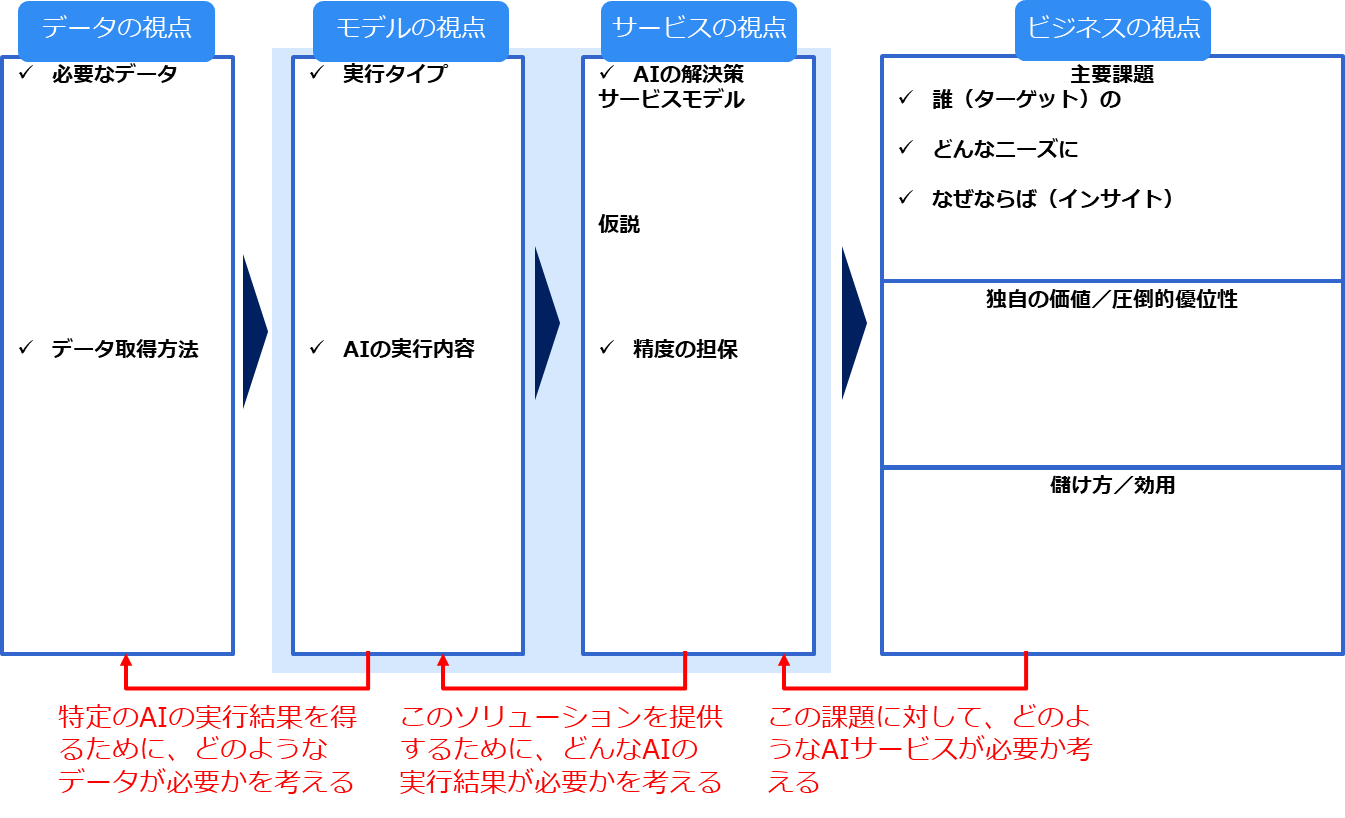 データの視点
✓ 必要なデータ
✓ データ取得方法
モデルの視点
✓ 実行タイプ
✓ AIの実行内容
サービスの視点
✓ AIの解決策
サービスモデル
仮説
✓ 精度の担保
ビジネスの視点
主要課題
✓ 誰（ターゲット）の
✓ どんなニーズに
✓ なぜならば（インサイト）
独自の価値／圧倒的優位性
儲け方／効用
特定のAIの実行結果を得
るために、どのような
データが必要かを考える
このソリューションを提供
するために、どんなAIの
実行結果が必要かを考える
この課題に対して、どのよ
うなAIサービスが必要か考
える